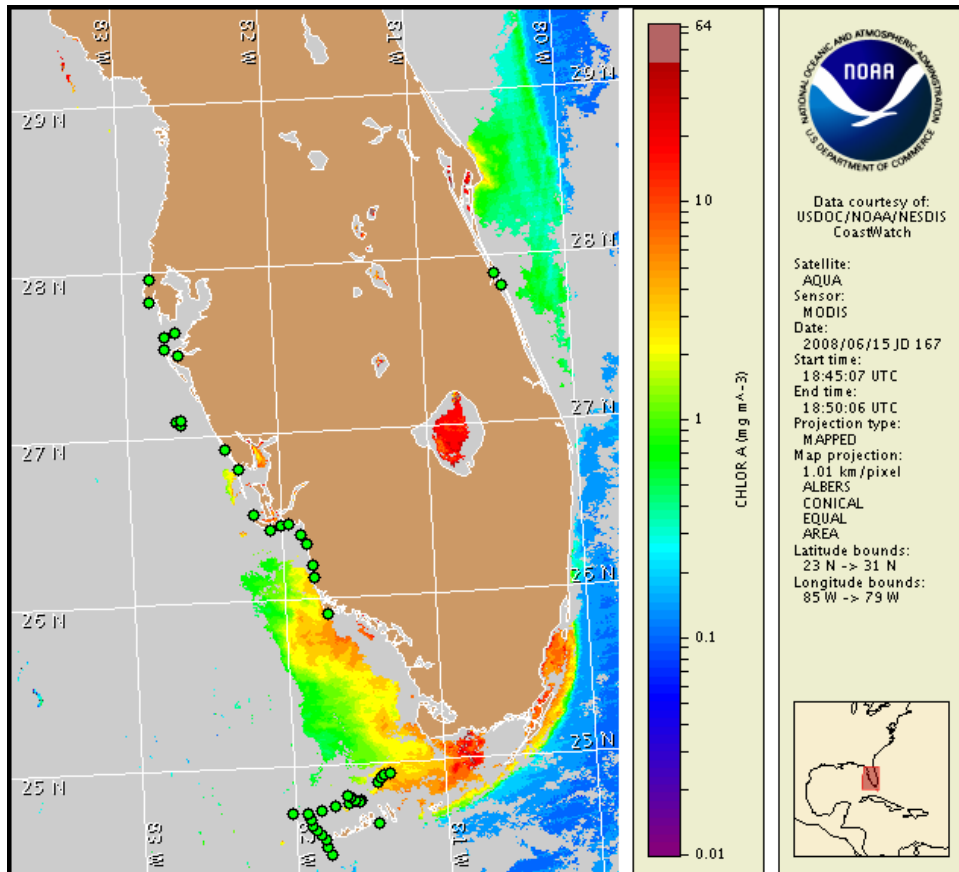 83 W
82 W
81 W
80 W
29 N
29 N
28 N
28 N
27 N
27 N
26 N
26 N
25 N
25 N
83 W
82 W
81 W
64
10
1
0.1
0.01
CHLOR A (mg m^-3)
NATIONAL OCEANIC AND ATMOSPHERIC ADMINISTRATION
NOAA
U.S. DEPARTMENT OF COMMERCE
Data courtesy of:
USDOC/NOAA/NESDIS
CoastWatch
Satellite:
AQUA
Sensor:
MODIS
Date:
2008/06/15 JD 167
Start time:
18:45:07 UTC
End time:
18:50:06 UTC
Projection type:
MAPPED
Map projection:
1.01 km/pixel
ALBERS
CONICAL
EQUAL
AREA
Latitude bounds:
23 N -> 31 N
Longitude bounds:
85 W -> 79 W